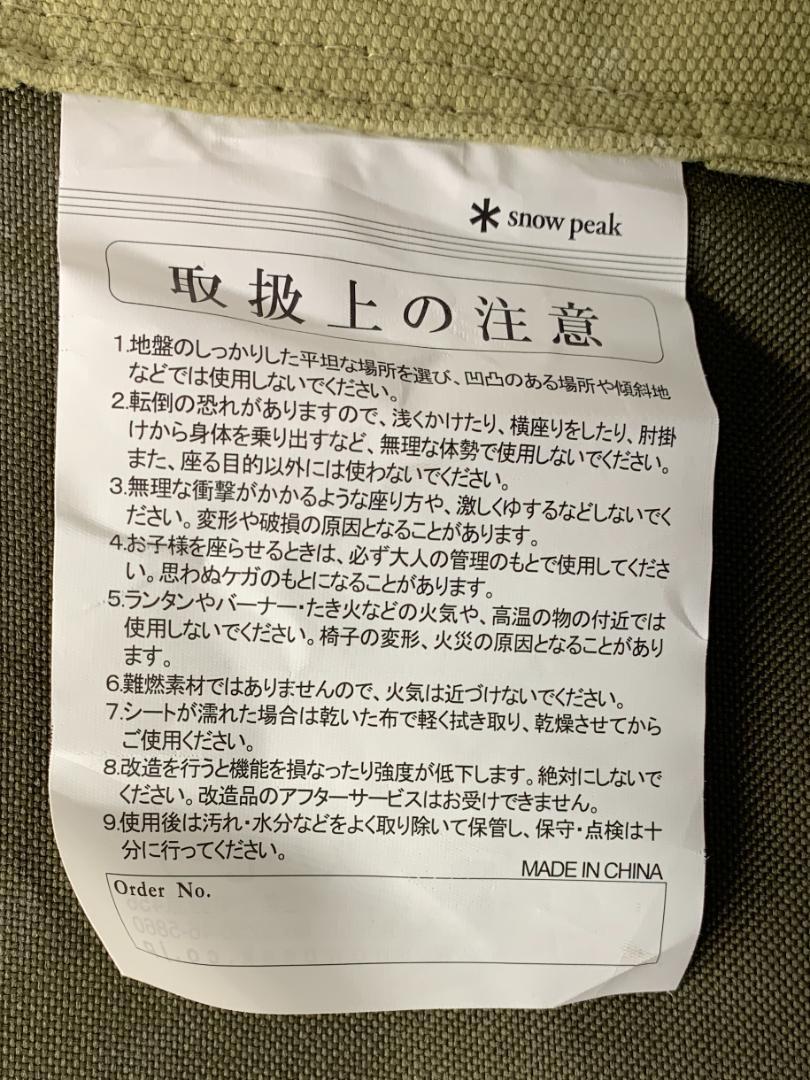 snow peak
取扱上の注意
1.地盤のしっかりした平坦な場所を選び、凹凸のある場所や傾斜地
などでは使用しないでください。
2.転倒の恐れがありますので、浅くかけたり、横座りをしたり、肘掛
けから身体を乗り出すなど、無理な体勢で使用しないでください。
また、座る目的以外には使わないでください。
3.無理な衝撃がかかるような座り方や、激しくゆするなどしないでく
ださい。変形や破損の原因となることがあります。
4.お子様を座らせるときは、必ず大人の管理のもとで使用してくださ
い。思わぬケガのもとになることがあります。
5.ランタンやバーナー・たき火などの火気や、高温の物の付近では
使用しないでください。椅子の変形、火災の原因となることがあり
ます。
6.難燃素材ではありませんので、火気は近づけないでください。
7.シートが濡れた場合は乾いた布で軽く拭き取り、乾燥させてから
ご使用ください。
8.改造を行うと機能を損なったり強度が低下します。絶対にしないで
ください。改造品のアフターサービスはお受けできません。
9.使用後は汚れ・水分などをよく取り除いて保管し、保守・点検は十
分に行ってください。
MADE IN CHINA
Order No.